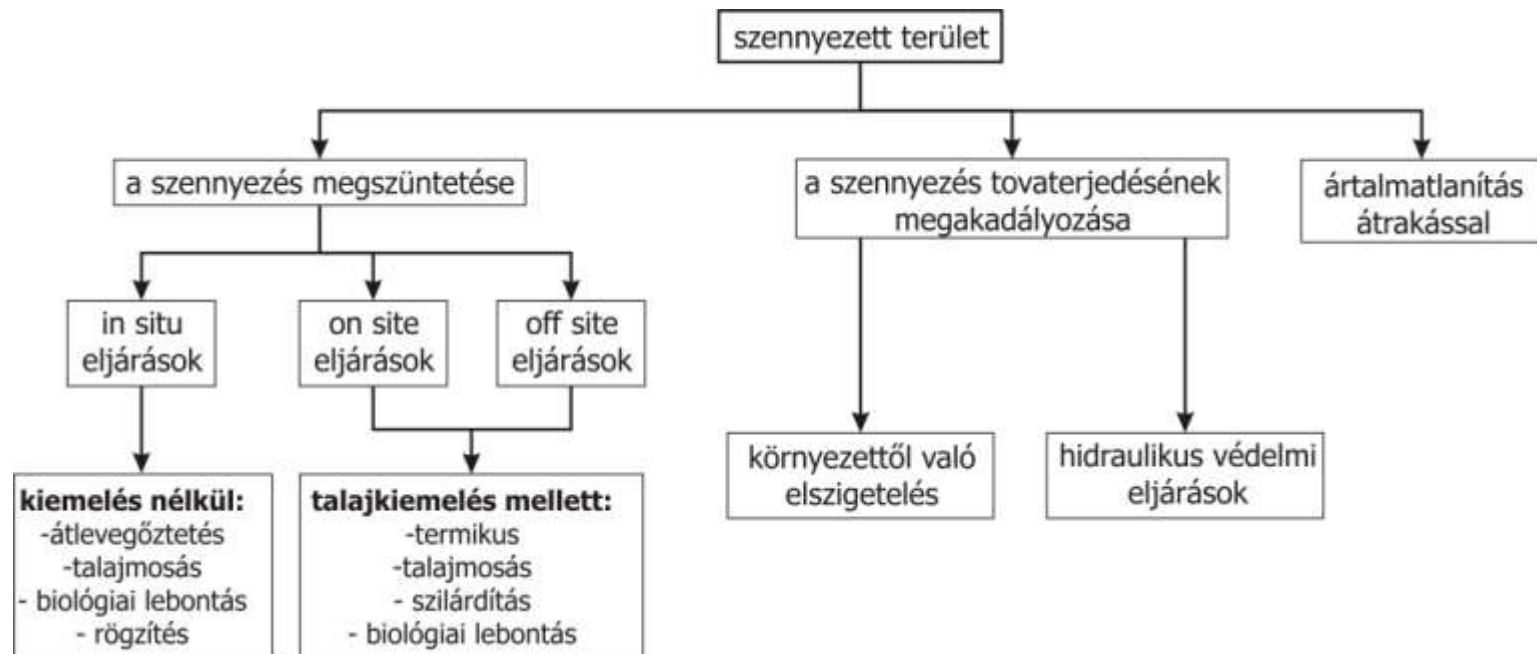 szennyezett terület
a szennyezés megszüntetése
a szennyezés tovaterjedésének
megakadályozása
ártalmatlanítás
átrakással
in situ
eljárások
on site
eljárások
off site
eljárások
környezettől való
elszigetelés
hidraulikus védelmi
eljárások
kiemelés nélkül:
-átlevegőztetés
-talajmosás
- biológiai lebontás
- rögzítés
talajkiemelés mellett:
-termikus
-talajmosás
- szilárdítás
- biológiai lebontás